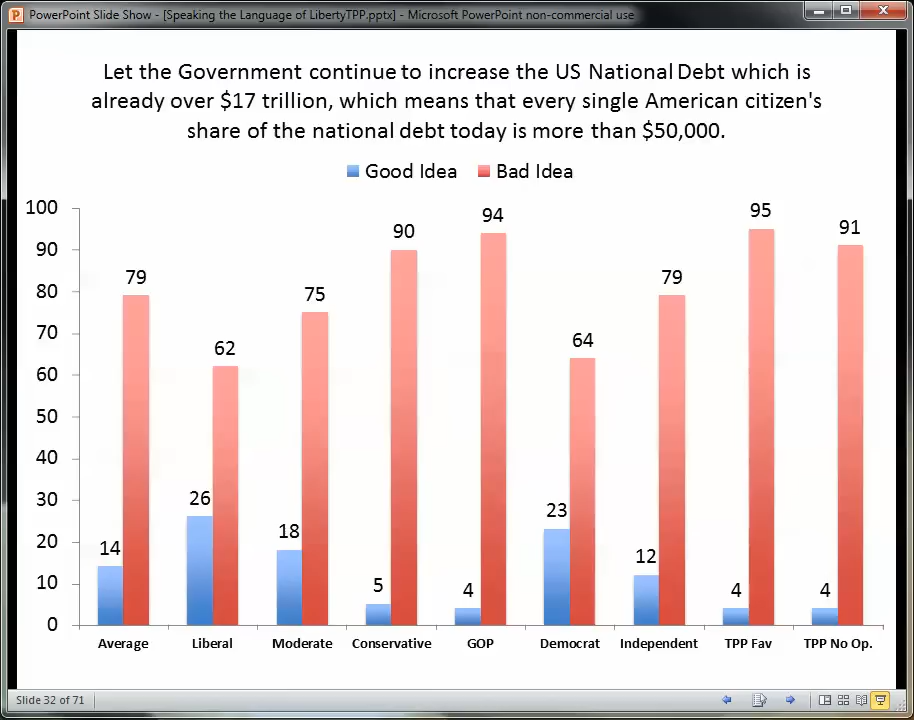 PowerPoint Slide Show - [Speaking the Language of LibertyTPP.pptx] - Microsoft PowerPoint non-commercial use
Let the Government continue to increase the US National Debt which is
already over $17 trillion, which means that every single American citizen's
share of the national debt today is more than $50,000.
Good Idea Bad Idea
100
90
80
70
60
50
40
30
20
10
0
14 79
26 62
18 75
5 90
4 94
23 64
12 79
4 95
4 91
Average Liberal Moderate Conservative GOP Democrat Independent TPP Fav TPP No Op.
Slide 32 of 71